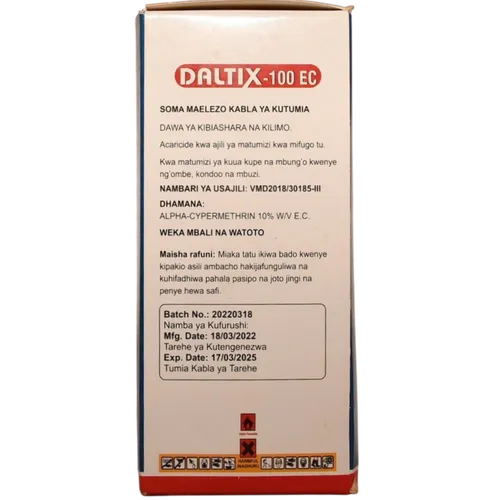 DALTIX-100 EC
SOMA MAELEZO KABLA YA KUTUMIA
DAWA YA KIBIASHARA NA KILIMO.
Acaricide kwa ajili ya matumizi kwa mifugo tu.
Kwa matumizi ya kuua kupe na mbung'o kwenye
ng'ombe, kondoo na mbuzi.
NAMBARI YA USAJILI: VMD2018/30185-III
DHAMANA:
ALPHA-CYPERMETHRIN 10% W/V E.C.
WEKA MBALI NA WATOTO
Maisha rafuni: Miaka tatu ikiwa bado kwenye
kipakio asili ambacho hakijafunguliwa na
kuhifadhiwa pahala pasipo na joto jingi na
penye hewa safi.
Batch No.: 20220318
Namba ya Kufurushi:
Mfg. Date: 18/03/2022
Tarehe ya Kutengenezwa
Exp. Date: 17/03/2025
Tumia Kabla ya Tarehe